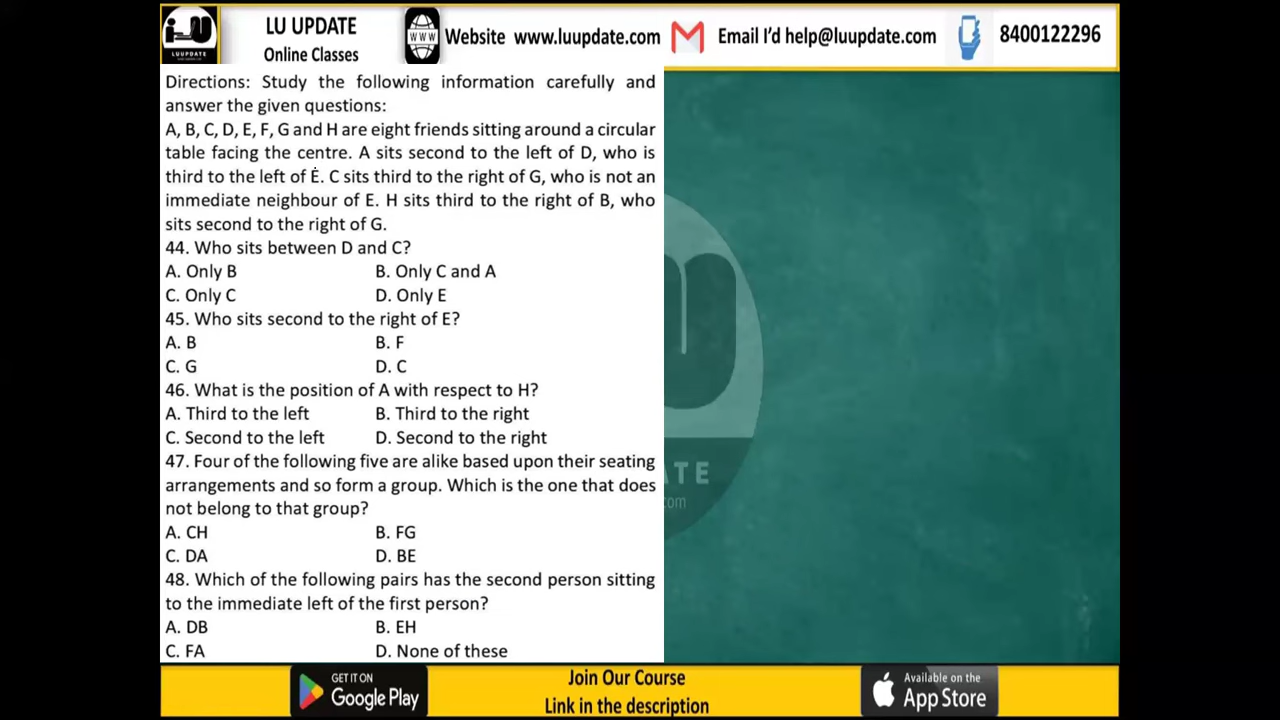 LU UPDATE
Online Classes
LUUPDATE
WWW
Website www.luupdate.com
Email I'd help@luupdate.com
8400122296
Directions: Study the following information carefully and
answer the given questions:
A, B, C, D, E, F, G and H are eight friends sitting around a circular
table facing the centre. A sits second to the left of D, who is
third to the left of E. C sits third to the right of G, who is not an
immediate neighbour of E. H sits third to the right of B, who
sits second to the right of G.
44. Who sits between D and C?
A. Only B B. Only C and A
C. Only C D. Only E
45. Who sits second to the right of E?
A. B B. F
C. G D. C
46. What is the position of A with respect to H?
A. Third to the left B. Third to the right
C. Second to the left D. Second to the right
47. Four of the following five are alike based upon their seating
arrangements and so form a group. Which is the one that does
not belong to that group?
A. CH B. FG
C. DA D. BE
48. Which of the following pairs has the second person sitting
to the immediate left of the first person?
A. DB B. EH
C. FA D. None of these
ATE
.com
GET IT ON
Google Play
Join Our Course
Link in the description
Available on the
App Store